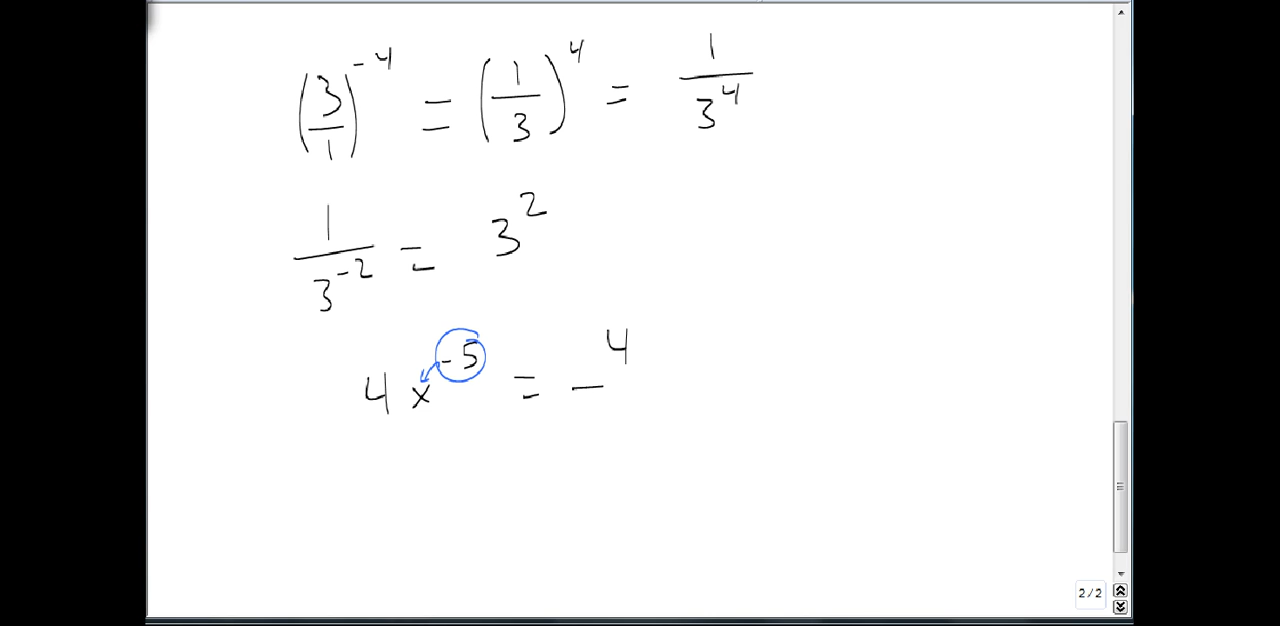 (3/1)^-4 = (1/3)^4 = 1/3^4
1/3^-2 = 3^2
4x^-5 = — 4
2/2